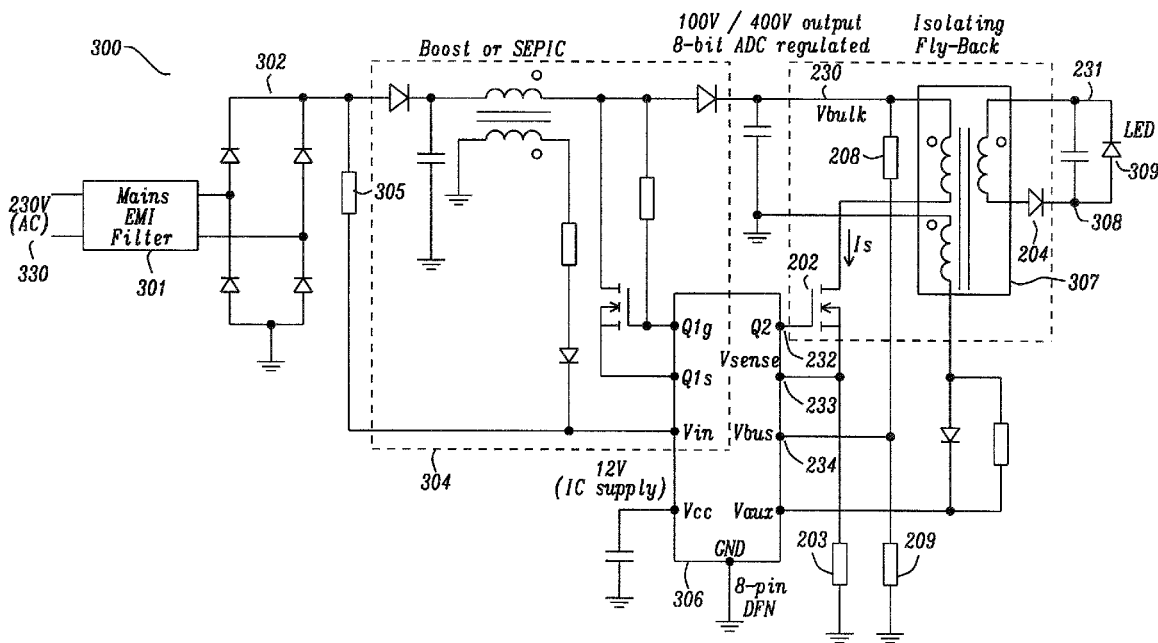 300
302
Boost or SEPIC
100V / 400V output
8-bit ADC regulated
Isolating
Fly-Back
230
Vbulk
231
LED
309
208
305
230V
(AC)
330
Mains
EMI
Filter
301
Is
202
204
308
307
Q1g
Q2
232
Vsense
Q1s
233
Vin
Vbus
234
304
12V
(IC supply)
Vcc
Vaux
GND
203
209
306
8-pin
DFN